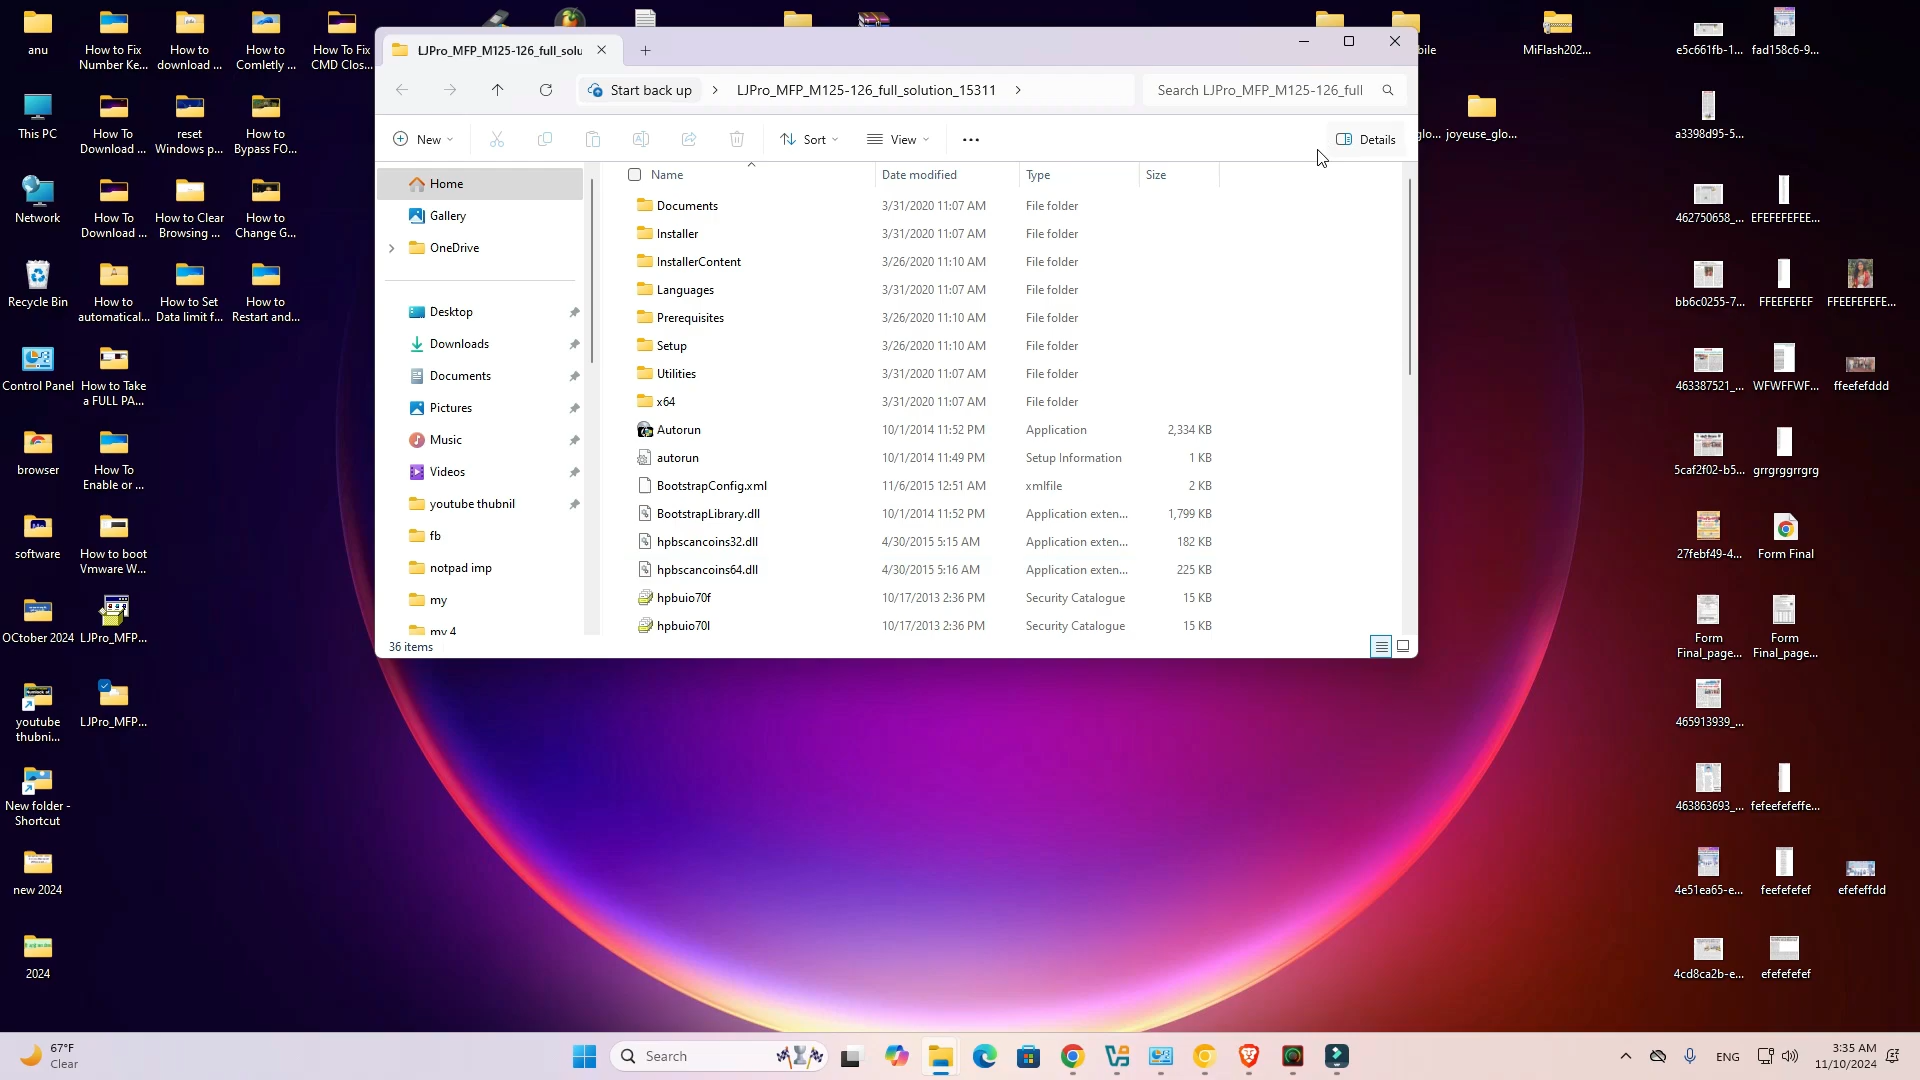 anu
How to Fix
Number Ke...
How to
download ...
How to
Comletly ...
How To Fix
CMD Clos...
This PC
How To
Download ...
reset
Windows p...
How to
Bypass FO...
Network
How To
Download ...
How to Clear
Browsing ...
How to
Change G...
Recycle Bin
How to
automatical...
How to Set
Data limit f...
How to
Restart and...
Control Panel
How to Take
a FULL PA...
browser
How To
Enable or ...
software
How to boot
Vmware W...
OCtober 2024
LJPro_MFP...
youtube
thubni...
LJPro_MFP...
New folder -
Shortcut
new 2024
2024
LJPro_MFP_M125-126_full_solu
Start back up
LJPro_MFP_M125-126_full_solution_15311
Search LJPro_MFP_M125-126_full
New
Sort
View
Details
Home
Gallery
OneDrive
Desktop
Downloads
Documents
Pictures
Music
Videos
youtube thubnil
fb
notpad imp
my
my 4
Name Date modified Type Size
Documents 3/31/2020 11:07 AM File folder
Installer 3/31/2020 11:07 AM File folder
InstallerContent 3/26/2020 11:10 AM File folder
Languages 3/31/2020 11:07 AM File folder
Prerequisites 3/26/2020 11:10 AM File folder
Setup 3/26/2020 11:10 AM File folder
Utilities 3/31/2020 11:07 AM File folder
x64 3/31/2020 11:07 AM File folder
Autorun 10/1/2014 11:52 PM Application 2,334 KB
autorun 10/1/2014 11:49 PM Setup Information 1 KB
BootstrapConfig.xml 11/6/2015 12:51 AM xmlfile 2 KB
BootstrapLibrary.dll 10/1/2014 11:52 PM Application exten... 1,799 KB
hpbscancoins32.dll 4/30/2015 5:15 AM Application exten... 182 KB
hpbscancoins64.dll 4/30/2015 5:16 AM Application exten... 225 KB
hpbuio70f 10/17/2013 2:36 PM Security Catalogue 15 KB
hpbuio70l 10/17/2013 2:36 PM Security Catalogue 15 KB
36 items
bile
MiFlash202...
glo...
joyeuse_glo...
e5c661fb-1...
fad158c6-9...
a3398d95-5...
462750658_...
EFEFEFEFEE...
bb6c0255-7...
FFEEFEFEF
FFEEFEFEFE...
463387521_...
WFWFFWF...
ffeefefddd
5caf2f02-b5...
grrgrggrrgrg
27febf49-4...
Form Final
Form
Final_page...
Form
Final_page...
465913939_...
463863693_...
fefeefefeffe...
4e51ea65-e...
feefefefef
efefeffdd
4cd8ca2b-e...
efefefefef
67°F
Clear
Search
ENG
3:35 AM
11/10/2024